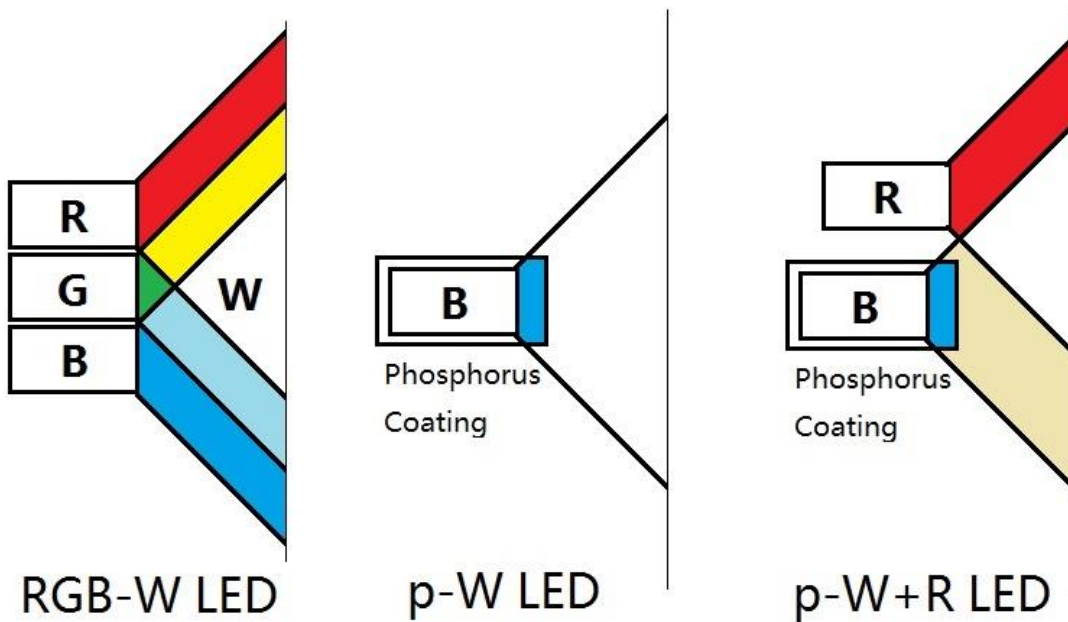 R
G
B
W
RGB-W LED
B
Phosphorus
Coating
p-W LED
R
B
Phosphorus
Coating
p-W+R LED